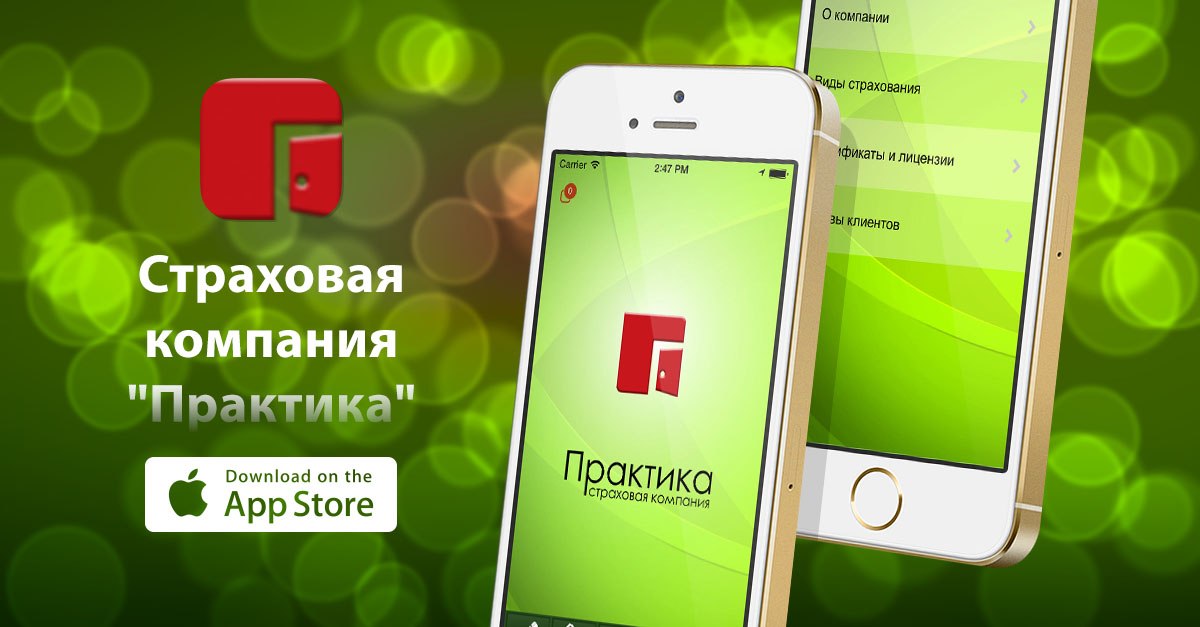 Страховая
компания
"Практика"
Download on the
App Store
Carrier
2:47 PM
0
Практика
страховая компания
О компании
Виды страхования
и лицензии
клиентов